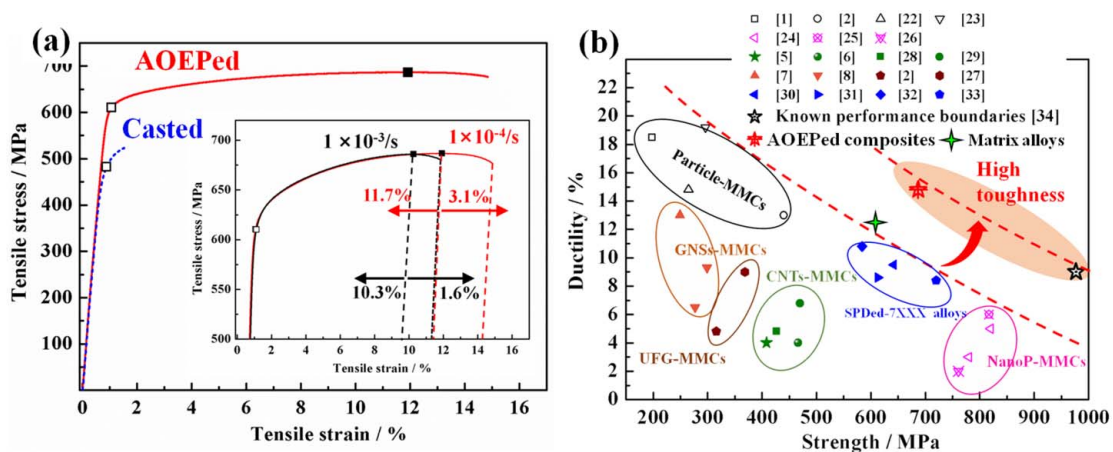 (a)
AOEPed
Casted
Tensile stress / MPa
700
600
500
400
300
200
100
0
0 2 4 6 8 10 12 14 16
Tensile strain / %
1×10⁻³/s
1×10⁻⁴/s
11.7%
3.1%
10.3%
1.6%
Tensile stress / MPa
750
700
650
600
550
500
0 2 4 6 8 10 12 14 16
Tensile strain / %
(b)
[1] [2] [22] [23]
[24] [25] [26]
[5] [6] [28] [29]
[7] [8] [2] [27]
[30] [31] [32] [33]
Known performance boundaries [34]
AOEPed composites Matrix alloys
High
toughness
Particle-MMCs
GNSs-MMCs
CNTs-MMCs
SPDed-7XXX alloys
UFG-MMCs
NanoP-MMCs
Ductility / %
22
20
18
16
14
12
10
8
6
4
2
0
200 300 400 500 600 700 800 900 1000
Strength / MPa